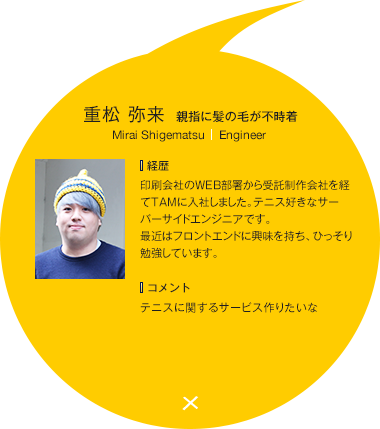 重松 弥来 親指に髪の毛が不時着
Mirai Shigematsu | Engineer
経歴
印刷会社のWEB部署から受託制作会社を経
てTAMに入社しました。テニス好きなサー
バーサイドエンジニアです。
最近はフロントエンドに興味を持ち、ひっそり
勉強しています。
コメント
テニスに関するサービス作りたいな